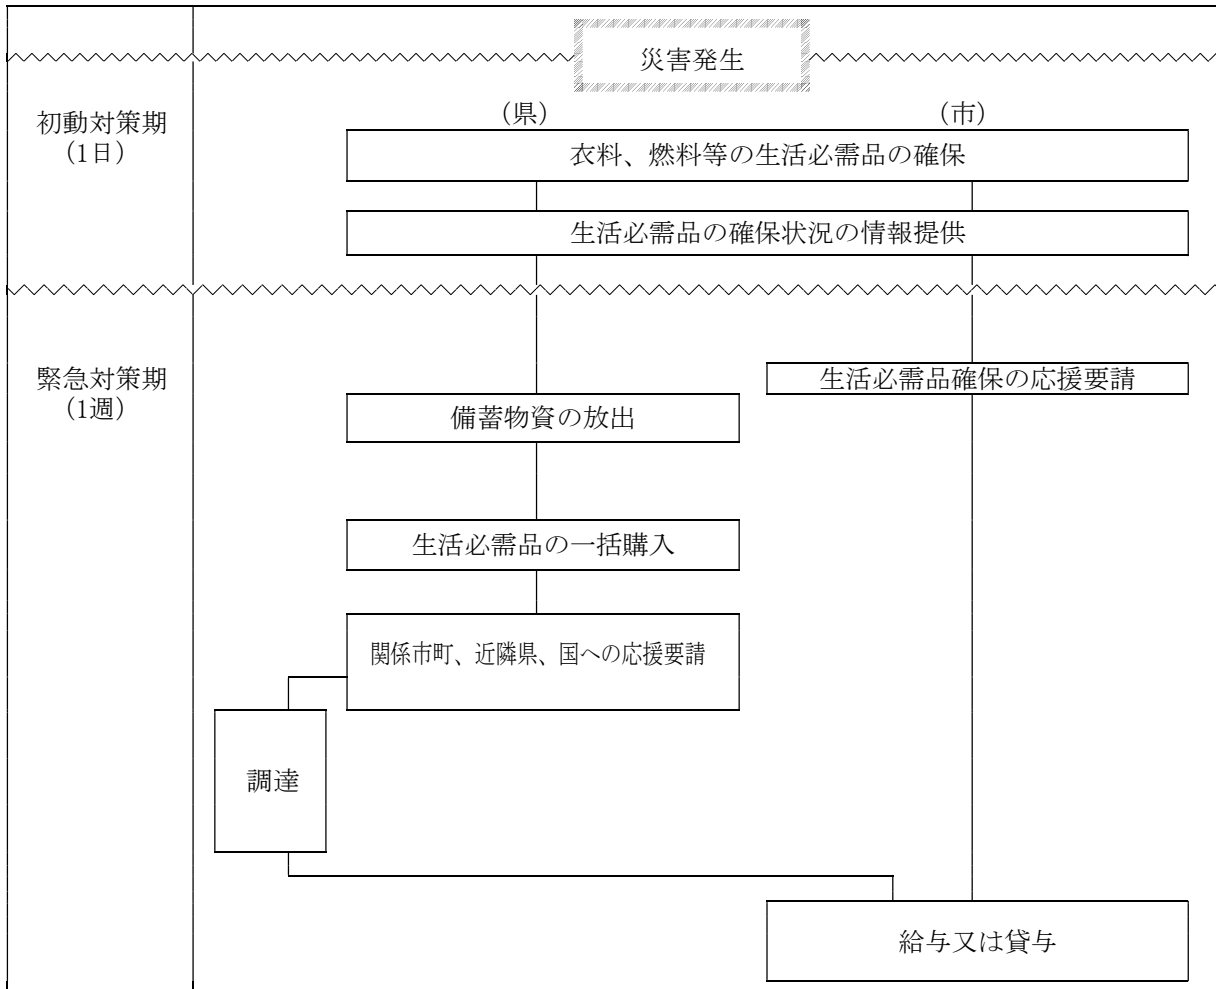 災害発生
初動対策期
(1日)
(県)
(市)
衣料、燃料等の生活必需品の確保
生活必需品の確保状況の情報提供
緊急対策期
(1週)
生活必需品確保の応援要請
備蓄物資の放出
生活必需品の一括購入
関係市町、近隣県、国への応援要請
調達
給与又は貸与